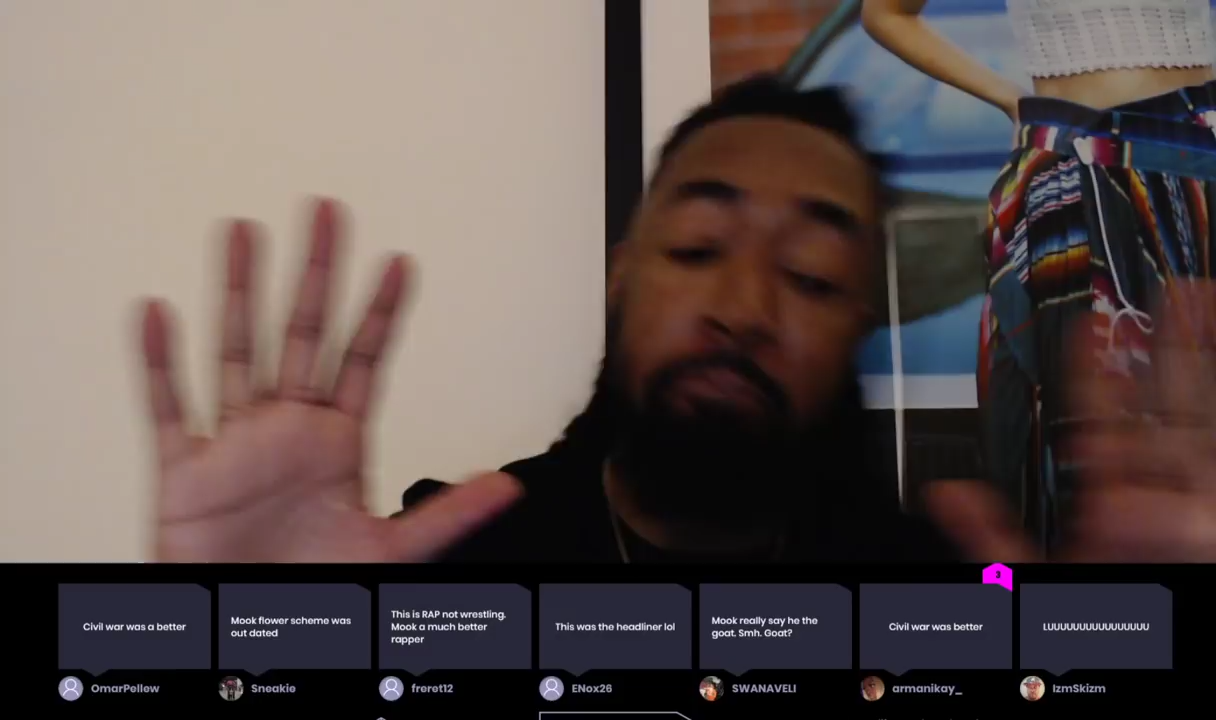 3
Civil war was a better
Mook flower scheme was
out dated
This is RAP not wrestling.
Mook a much better
rapper
This was the headliner lol
Mook really say he the
goat. Smh. Goat?
Civil war was better
LUUUUUUUUUUUUUUUU
OmarPellew
Sneakie
freret12
ENox26
SWANAVELI
armanikay_
IzmSkizm